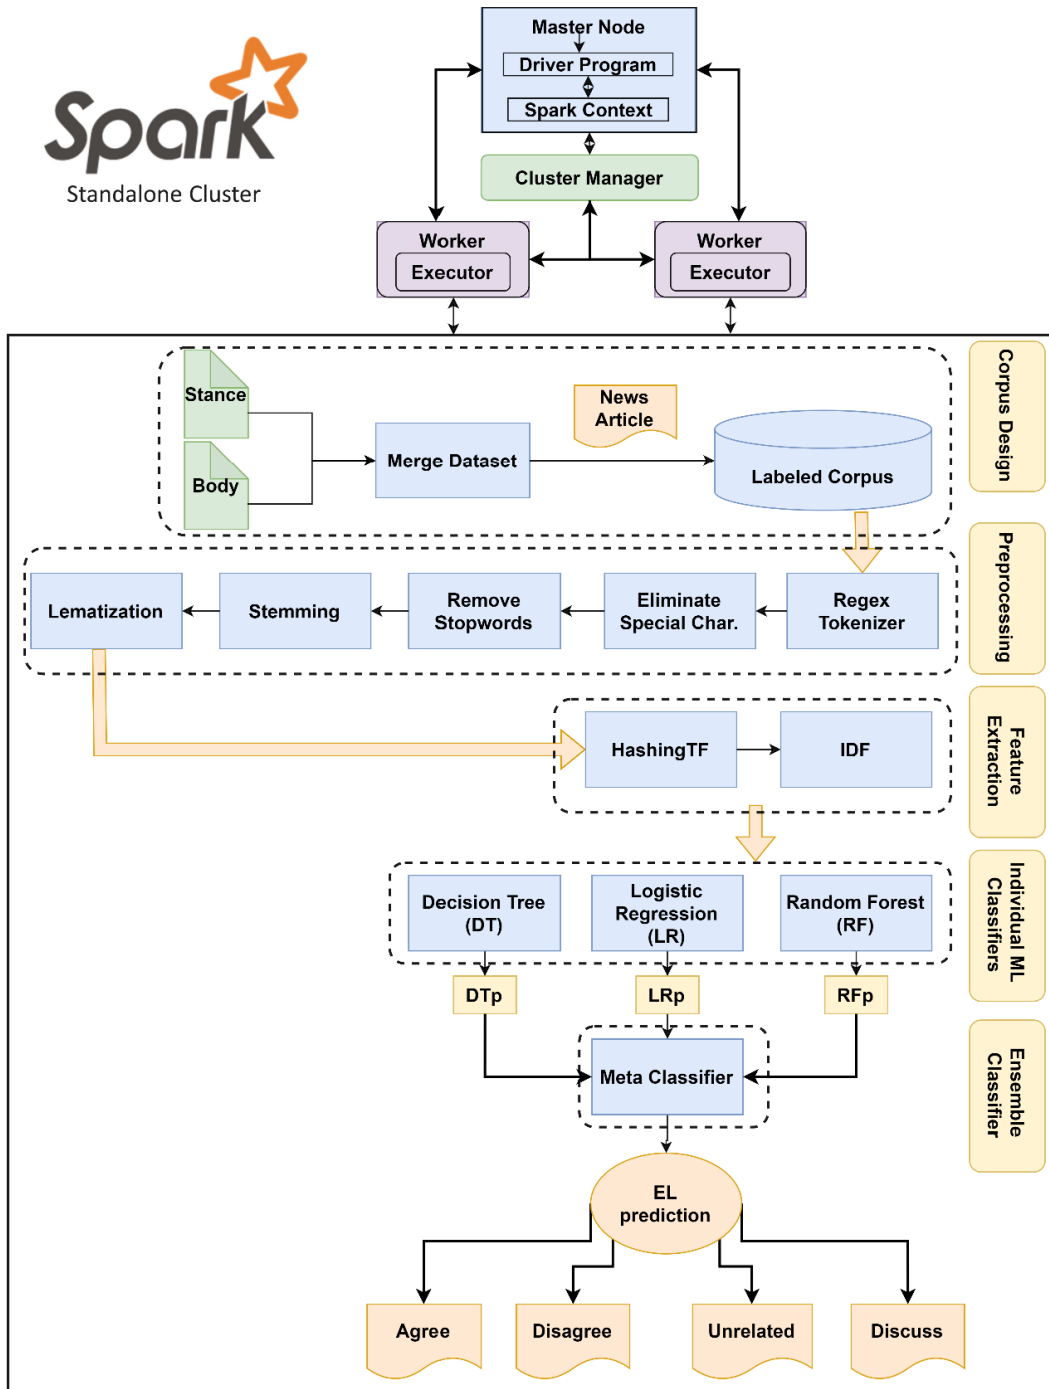 Spark
Standalone Cluster
Master Node
Driver Program
Spark Context
Cluster Manager
Worker
Executor
Worker
Executor
Stance
Body
Merge Dataset
News
Article
Labeled Corpus
Corpus Design
Lematization
Stemming
Remove
Stopwords
Eliminate
Special Char.
Regex
Tokenizer
Preprocessing
HashingTF
IDF
Feature
Extraction
Decision Tree
(DT)
Logistic
Regression
(LR)
Random Forest
(RF)
Individual ML
Classifiers
DTp
LRp
RFp
Meta Classifier
Ensemble
Classifier
EL
prediction
Agree
Disagree
Unrelated
Discuss